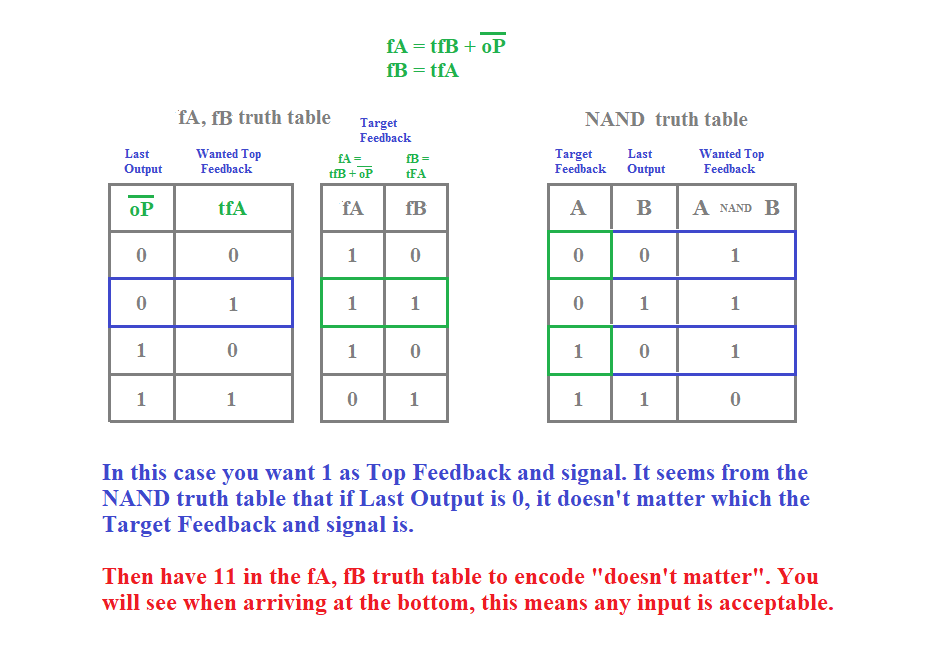 fA = tfB + o̅P̅
fB = tfA
fA, fB truth table
Target
Feedback
NAND truth table
Last
Output
Wanted Top
Feedback
fA =
tfB + o̅P̅
fB =
tFA
Target
Feedback
Last
Output
Wanted Top
Feedback
o̅P̅ tfA fA fB A B A NAND B
0 0 1 0 0 0 1
0 1 1 1 0 1 1
1 0 1 0 1 0 1
1 1 0 1 1 1 0
In this case you want 1 as Top Feedback and signal. It seems from the
NAND truth table that if Last Output is 0, it doesn't matter which the
Target Feedback and signal is.
Then have 11 in the fA, fB truth table to encode "doesn't matter". You
will see when arriving at the bottom, this means any input is acceptable.